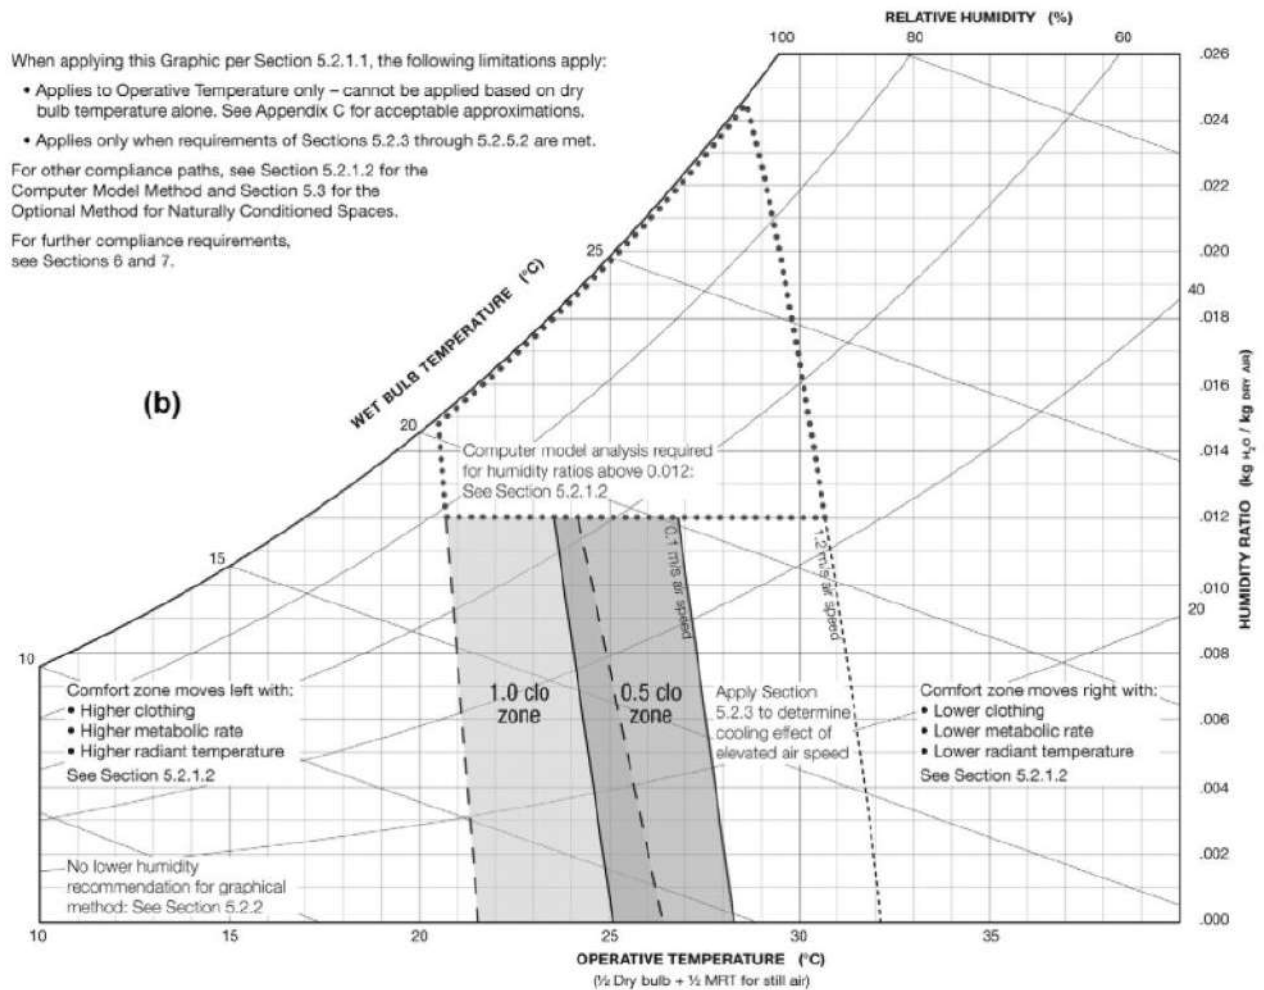 RELATIVE HUMIDITY (%)
100
80
60
When applying this Graphic per Section 5.2.1.1, the following limitations apply:
• Applies to Operative Temperature only – cannot be applied based on dry
bulb temperature alone. See Appendix C for acceptable approximations.
• Applies only when requirements of Sections 5.2.3 through 5.2.5.2 are met.
For other compliance paths, see Section 5.2.1.2 for the
Computer Model Method and Section 5.3 for the
Optional Method for Naturally Conditioned Spaces.
For further compliance requirements,
see Sections 6 and 7.
(b)
WET BULB TEMPERATURE (°C)
10
15
20
25
Computer model analysis required
for humidity ratios above 0.012:
See Section 5.2.1.2
0.1 m/s air speed
1.2 m/s air speed
1.0 clo
zone
0.5 clo
zone
Comfort zone moves left with:
• Higher clothing
• Higher metabolic rate
• Higher radiant temperature
See Section 5.2.1.2
Apply Section
5.2.3 to determine
cooling effect of
elevated air speed
Comfort zone moves right with:
• Lower clothing
• Lower metabolic rate
• Lower radiant temperature
See Section 5.2.1.2
No lower humidity
recommendation for graphical
method: See Section 5.2.2
40
20
.026
.024
.022
.020
.018
.016
.014
.012
.010
.008
.006
.004
.002
.000
HUMIDITY RATIO (kg H₂O / kg DRY AIR)
10
15
20
25
30
35
OPERATIVE TEMPERATURE (°C)
(½ Dry bulb + ½ MRT for still air)